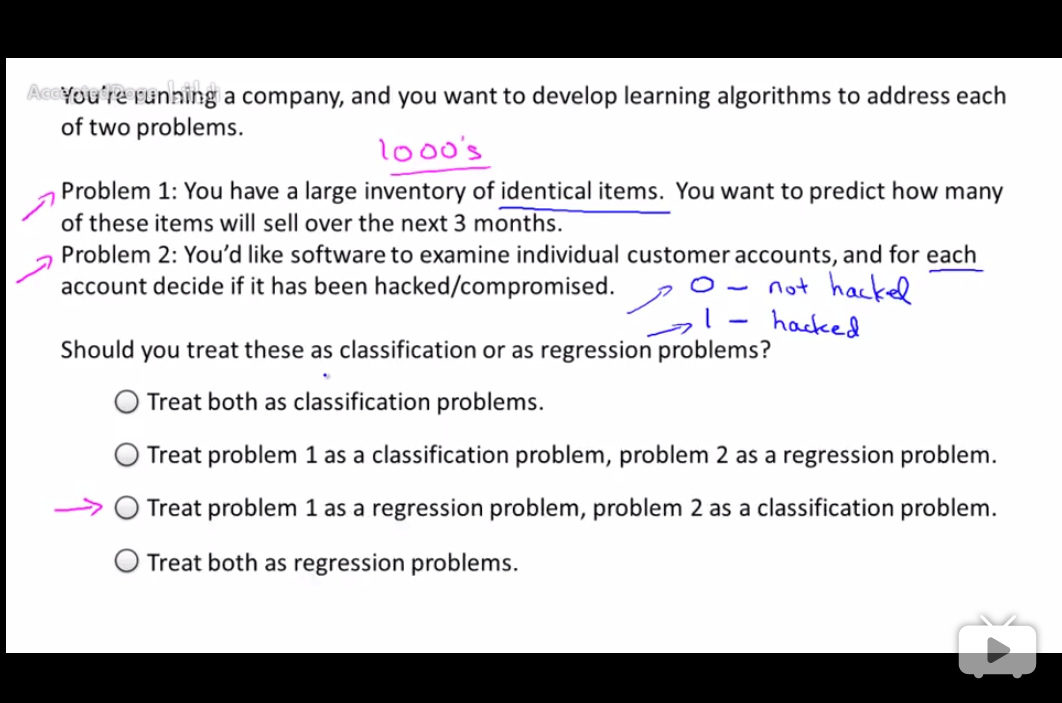 You're running a company, and you want to develop learning algorithms to address each
of two problems.
1000's
Problem 1: You have a large inventory of identical items. You want to predict how many
of these items will sell over the next 3 months.
Problem 2: You'd like software to examine individual customer accounts, and for each
account decide if it has been hacked/compromised.
0 – not hacked
1 – hacked
Should you treat these as classification or as regression problems?
Treat both as classification problems.
Treat problem 1 as a classification problem, problem 2 as a regression problem.
Treat problem 1 as a regression problem, problem 2 as a classification problem.
Treat both as regression problems.